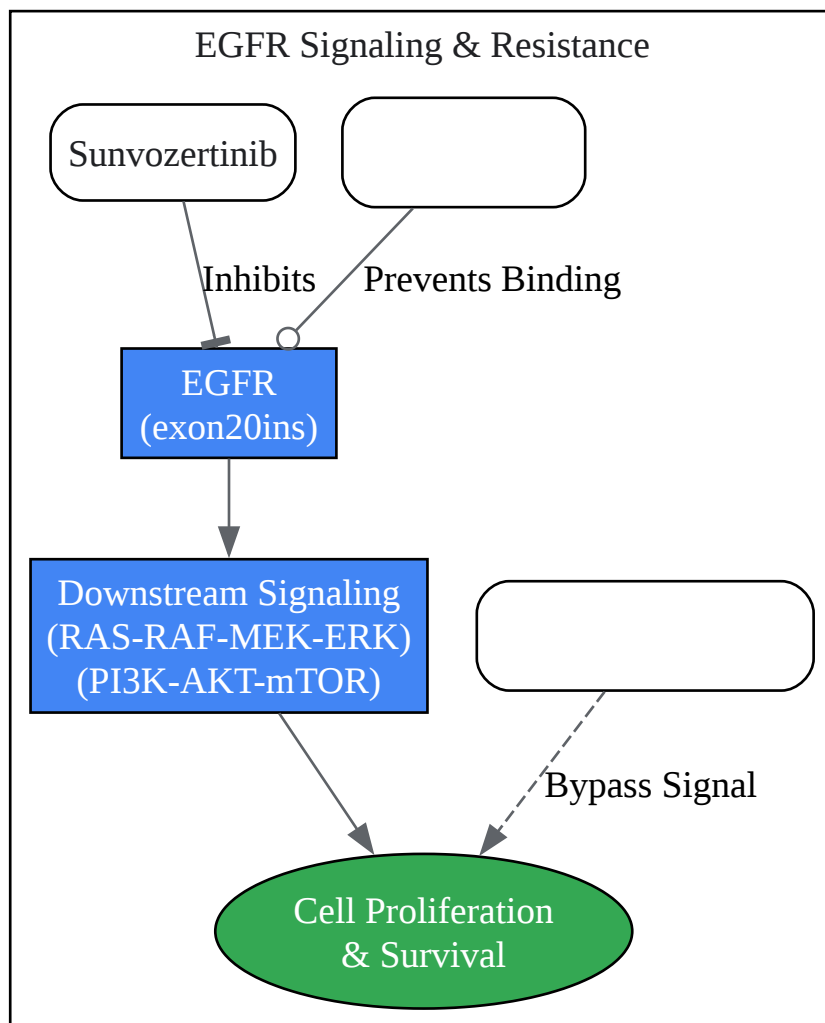 EGFR Signaling & Resistance
Sunvozertinib
Inhibits
Prevents Binding
EGFR
(exon20ins)
Downstream Signaling
(RAS-RAF-MEK-ERK)
(PI3K-AKT-mTOR)
Bypass Signal
Cell Proliferation
& Survival